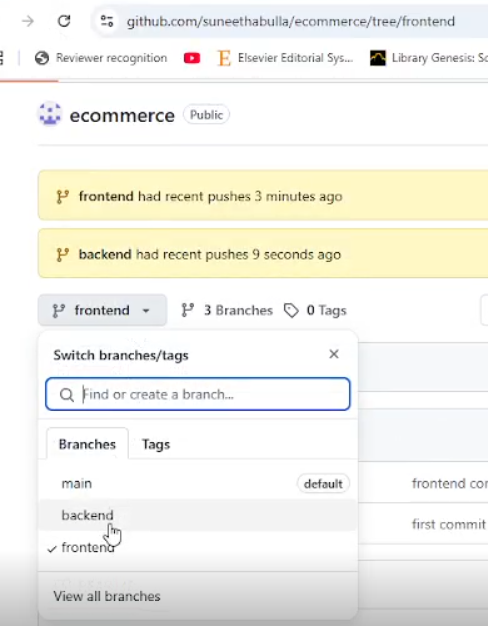 github.com/suneethabulla/ecommerce/tree/frontend
Reviewer recognition Elsevier Editorial Sys... Library Genesis: Sc
ecommerce Public
frontend had recent pushes 3 minutes ago
backend had recent pushes 9 seconds ago
frontend 3 Branches 0 Tags
Switch branches/tags
Find or create a branch...
Branches Tags
main default frontend con
backend
first commit
frontend
View all branches